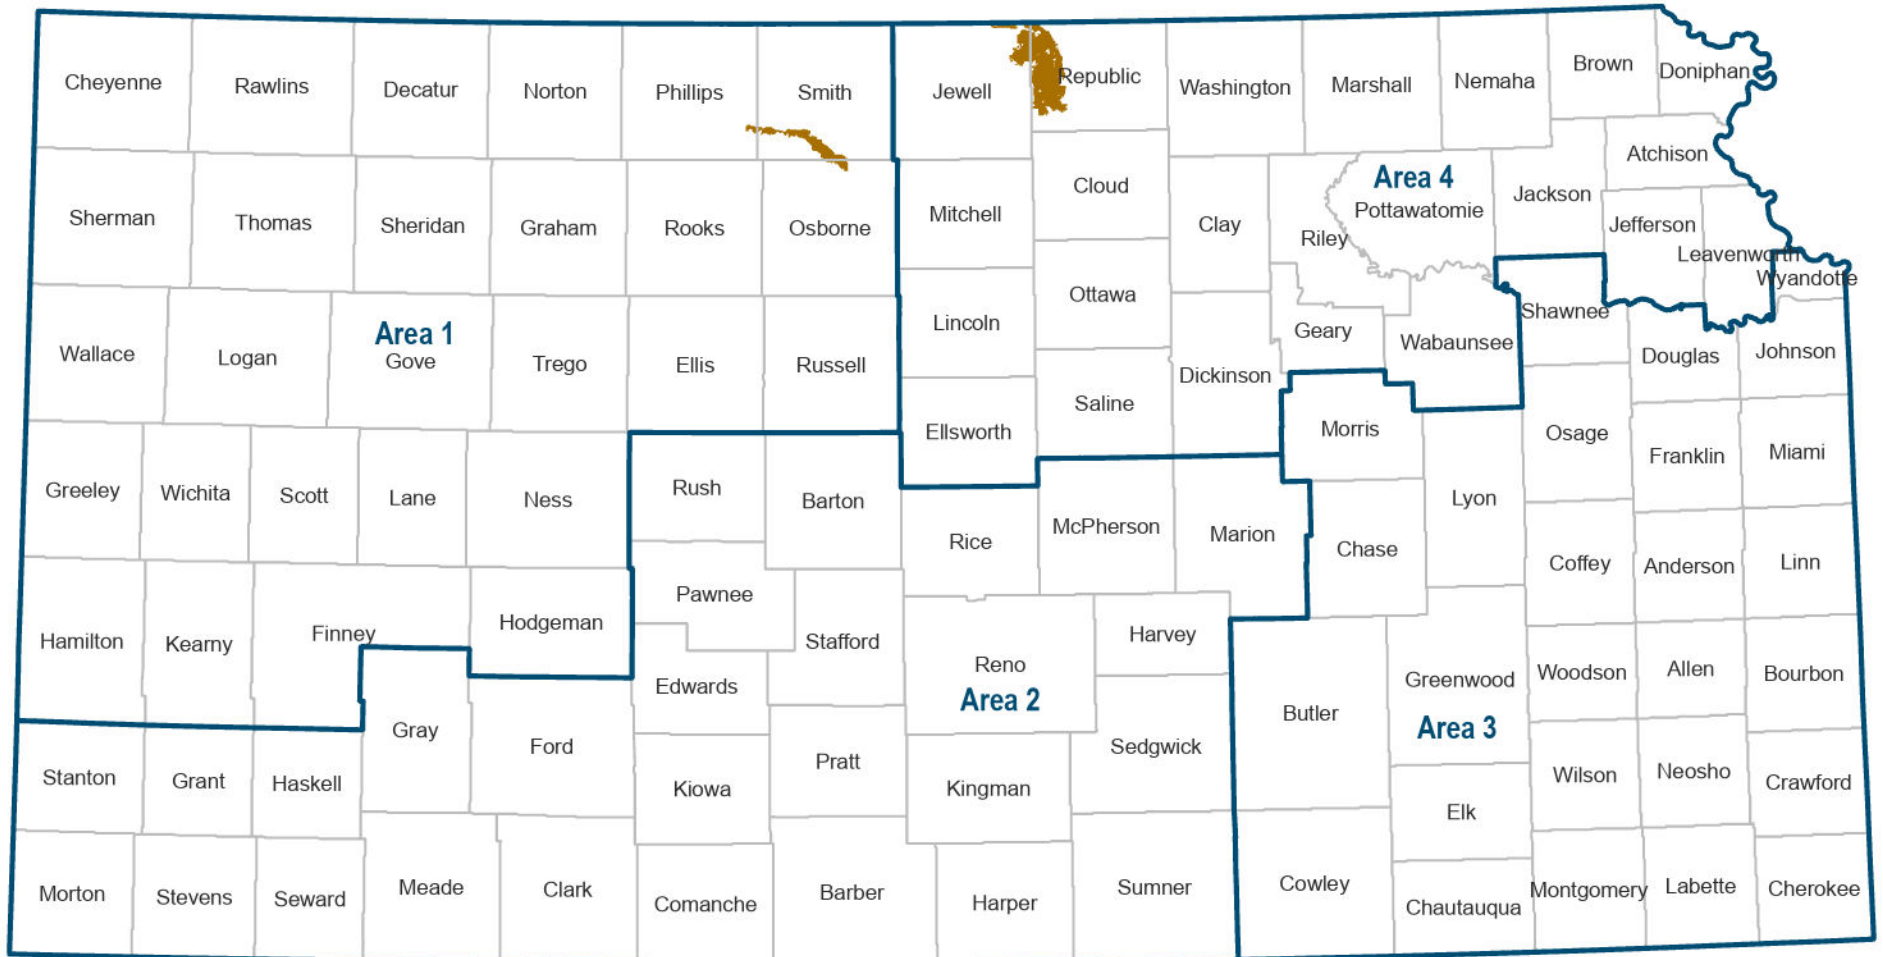 Cheyenne
Rawlins
Decatur
Norton
Phillips
Smith
Jewell
Republic
Washington
Marshall
Nemaha
Brown
Doniphan
Sherman
Thomas
Sheridan
Graham
Rooks
Osborne
Mitchell
Cloud
Clay
Riley
Area 4
Pottawatomie
Jackson
Atchison
Jefferson
Leavenworth
Wyandotte
Wallace
Logan
Area 1
Gove
Trego
Ellis
Russell
Lincoln
Ottawa
Dickinson
Geary
Wabaunsee
Shawnee
Douglas
Johnson
Ellsworth
Saline
Morris
Osage
Franklin
Miami
Greeley
Wichita
Scott
Lane
Ness
Rush
Barton
Rice
McPherson
Marion
Chase
Lyon
Coffey
Anderson
Linn
Hamilton
Kearny
Finney
Hodgeman
Pawnee
Stafford
Reno
Area 2
Harvey
Edwards
Greenwood
Area 3
Woodson
Allen
Bourbon
Stanton
Grant
Haskell
Gray
Ford
Kiowa
Pratt
Kingman
Sedgwick
Butler
Elk
Wilson
Neosho
Crawford
Morton
Stevens
Seward
Meade
Clark
Comanche
Barber
Harper
Sumner
Cowley
Chautauqua
Montgomery
Labette
Cherokee